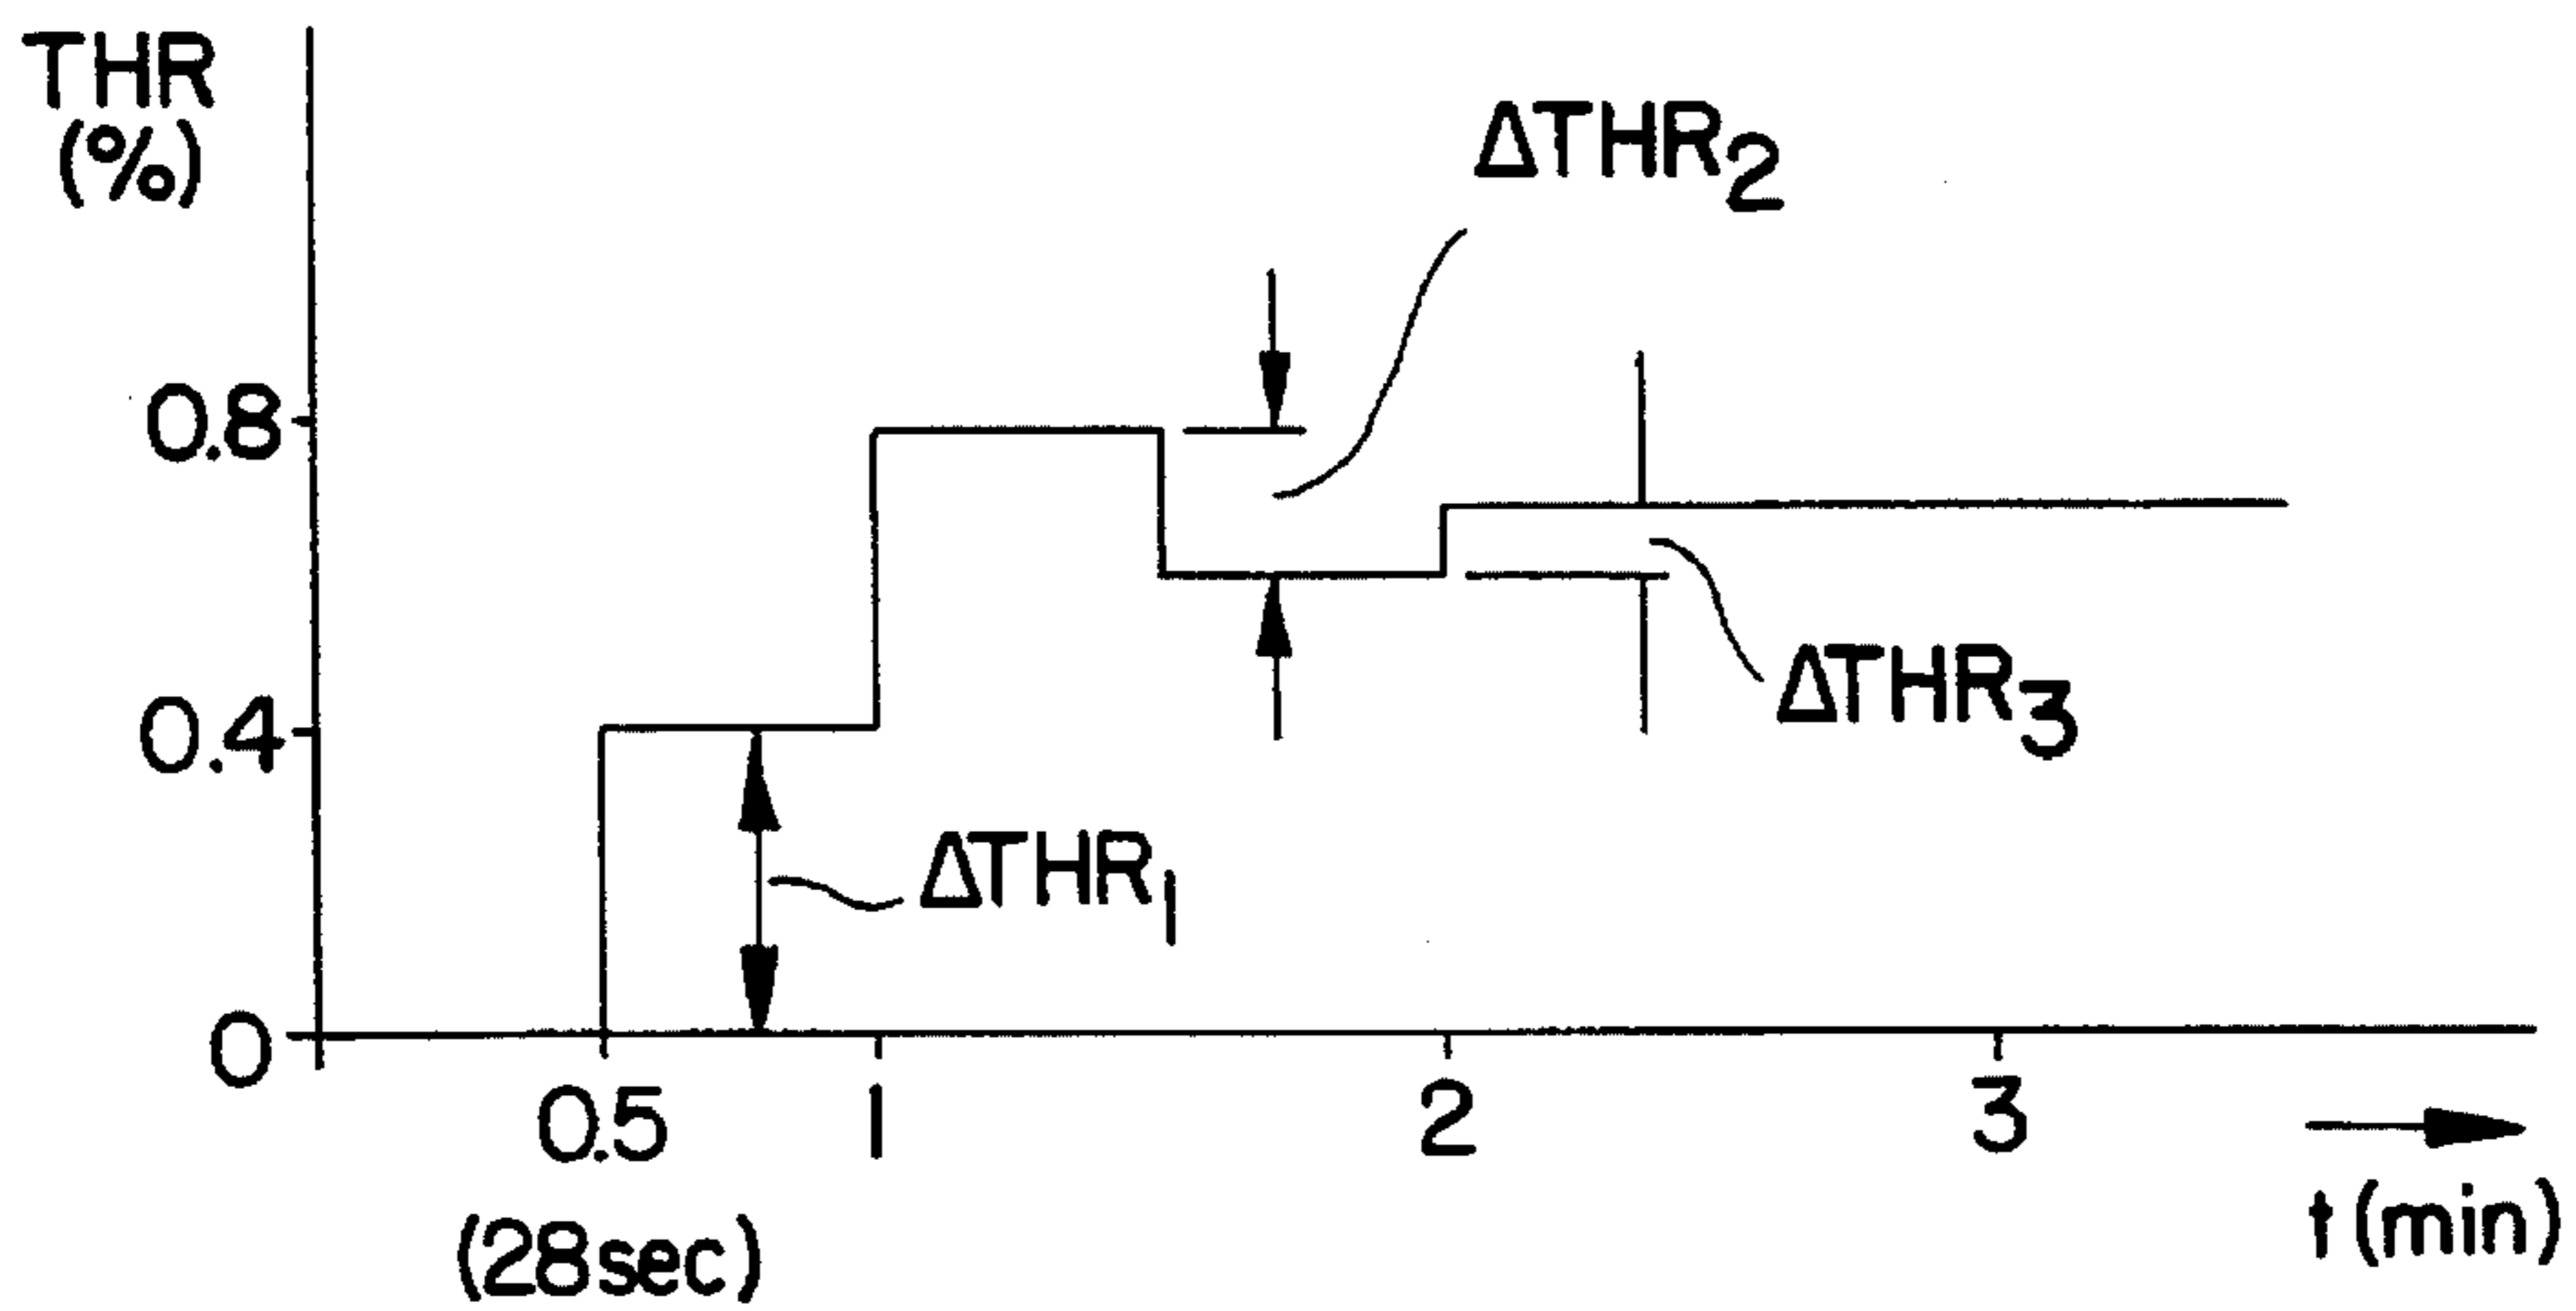 THR
(%)
ΔTHR2
0.8
0.4
ΔTHR3
ΔTHR1
0
0.5
1
2
3
(28sec)
t (min)